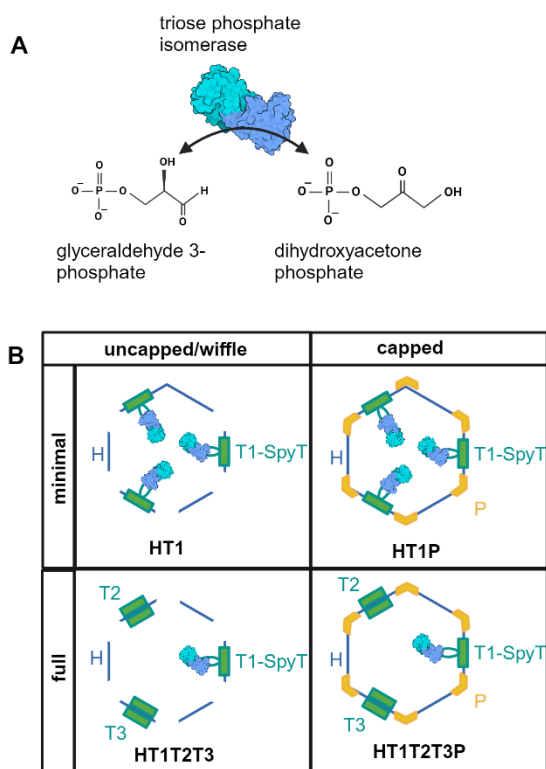 A
triose phosphate
isomerase
O
O⁻
P
O
O⁻
OH
H
O
O
O⁻
P
O
O⁻
O
OH
glyceraldehyde 3-
phosphate
dihydroxyacetone
phosphate
B
uncapped/wiffle
capped
minimal
H
T1-SpyT
HT1
H
T1-SpyT
P
HT1P
full
T2
H
T1-SpyT
T3
HT1T2T3
T2
H
T1-SpyT
T3
P
HT1T2T3P